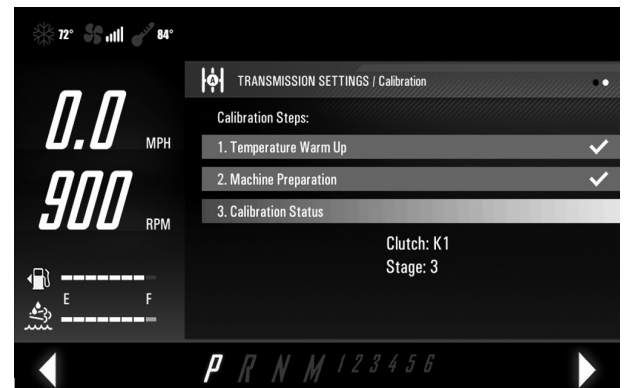 72° 84°
TRANSMISSION SETTINGS / Calibration
0.0 MPH
900 RPM
E F
Calibration Steps:
1. Temperature Warm Up
2. Machine Preparation
3. Calibration Status
Clutch: K1
Stage: 3
P R N M 1 2 3 4 5 6